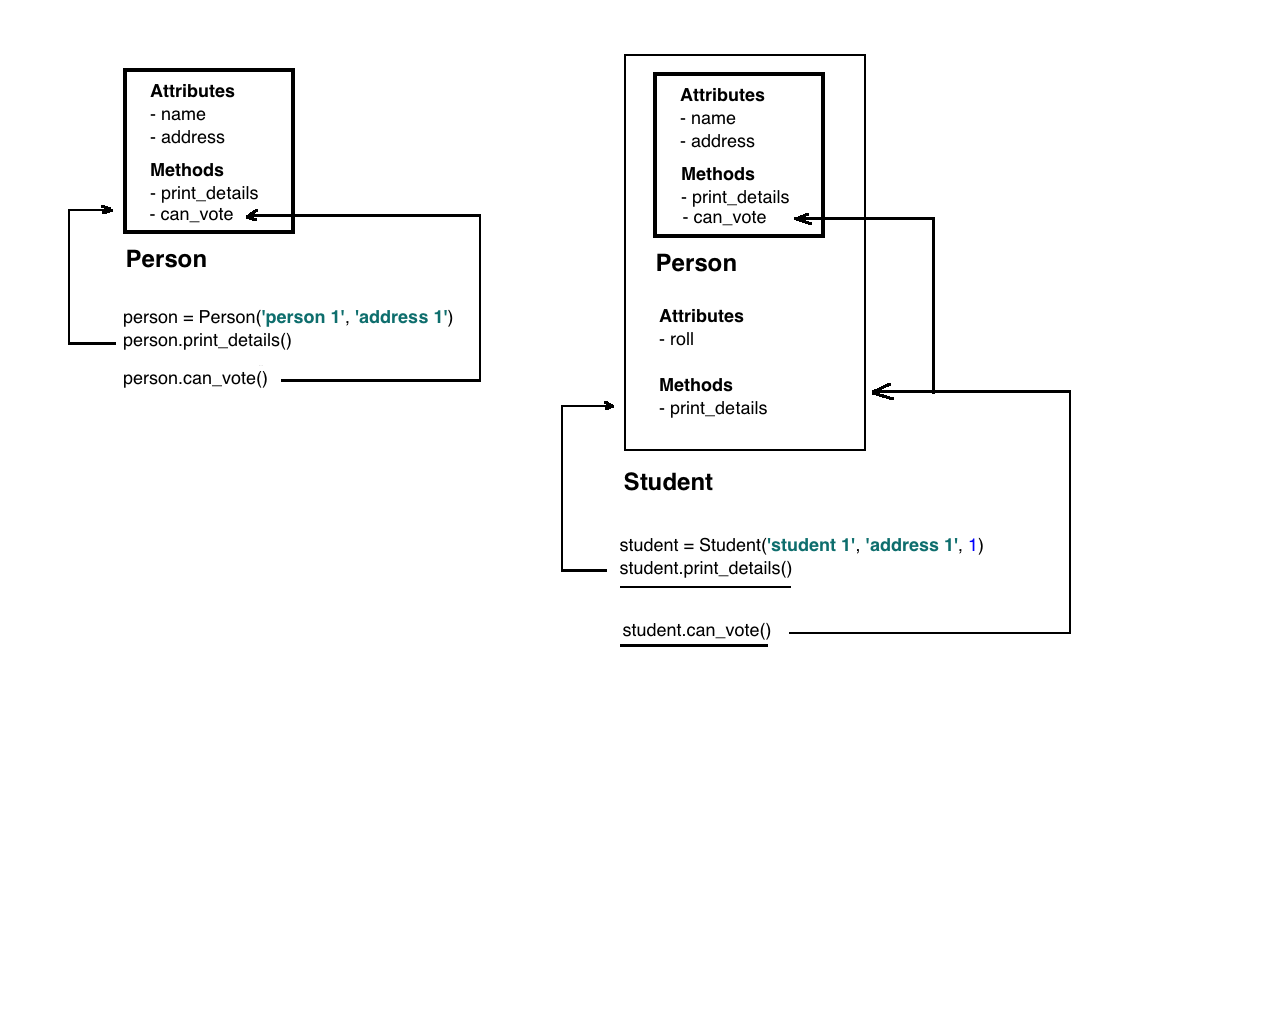 Attributes
- name
- address
Methods
- print_details
- can_vote
Person
person = Person('person 1', 'address 1')
person.print_details()
person.can_vote()
Attributes
- name
- address
Methods
- print_details
- can_vote
Person
Attributes
- roll
Methods
- print_details
Student
student = Student('student 1', 'address 1', 1)
student.print_details()
student.can_vote()